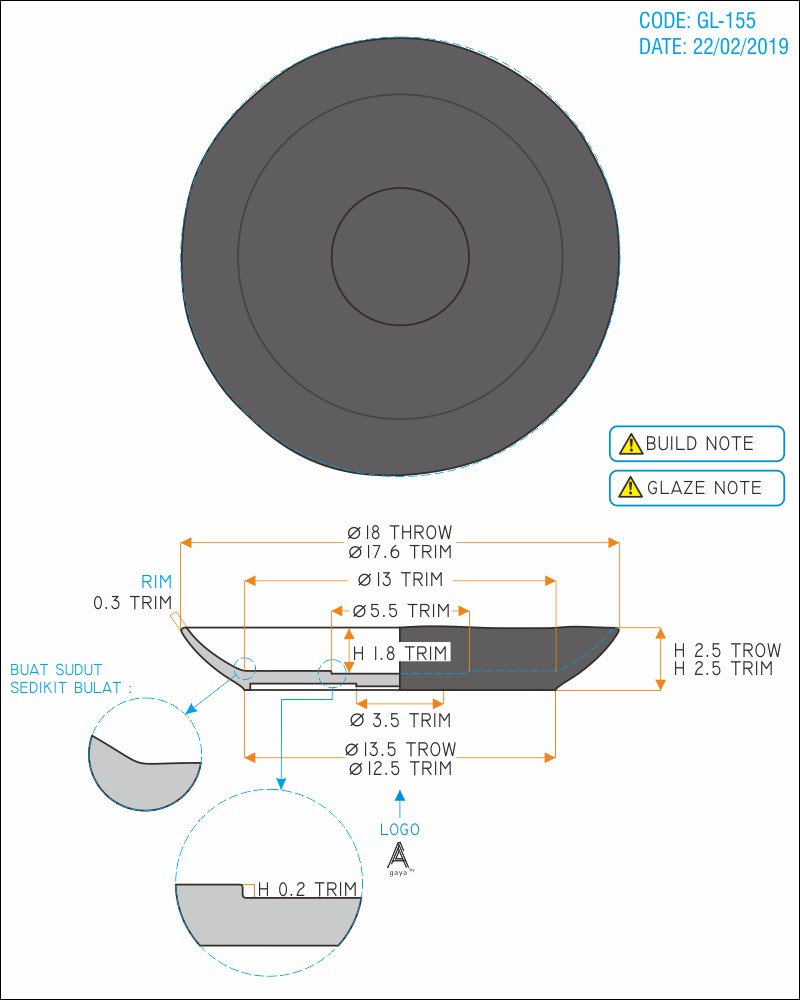 CODE: GL-155
DATE: 22/02/2019
BUILD NOTE
GLAZE NOTE
Ø 18 THROW
Ø 17.6 TRIM
RIM
0.3 TRIM
Ø 13 TRIM
Ø 5.5 TRIM
H 1.8 TRIM
H 2.5 TROW
H 2.5 TRIM
BUAT SUDUT
SEDIKIT BULAT :
Ø 3.5 TRIM
Ø 13.5 TROW
Ø 12.5 TRIM
LOGO
gaya
H 0.2 TRIM